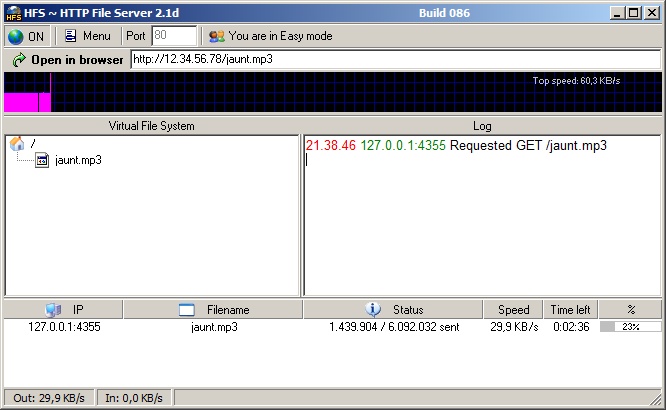 HFS ~ HTTP File Server 2.1d Build 086
ON Menu Port 80 You are in Easy mode
Open in browser http://12.34.56.78/jaunt.mp3
Top speed: 60,3 KB/s
Virtual File System Log
/
jaunt.mp3
21.38.46 127.0.0.1:4355 Requested GET /jaunt.mp3
IP Filename Status Speed Time left %
127.0.0.1:4355 jaunt.mp3 1.439.904 / 6.092.032 sent 29,9 KB/s 0:02:36 23%
Out: 29,9 KB/s In: 0,0 KB/s